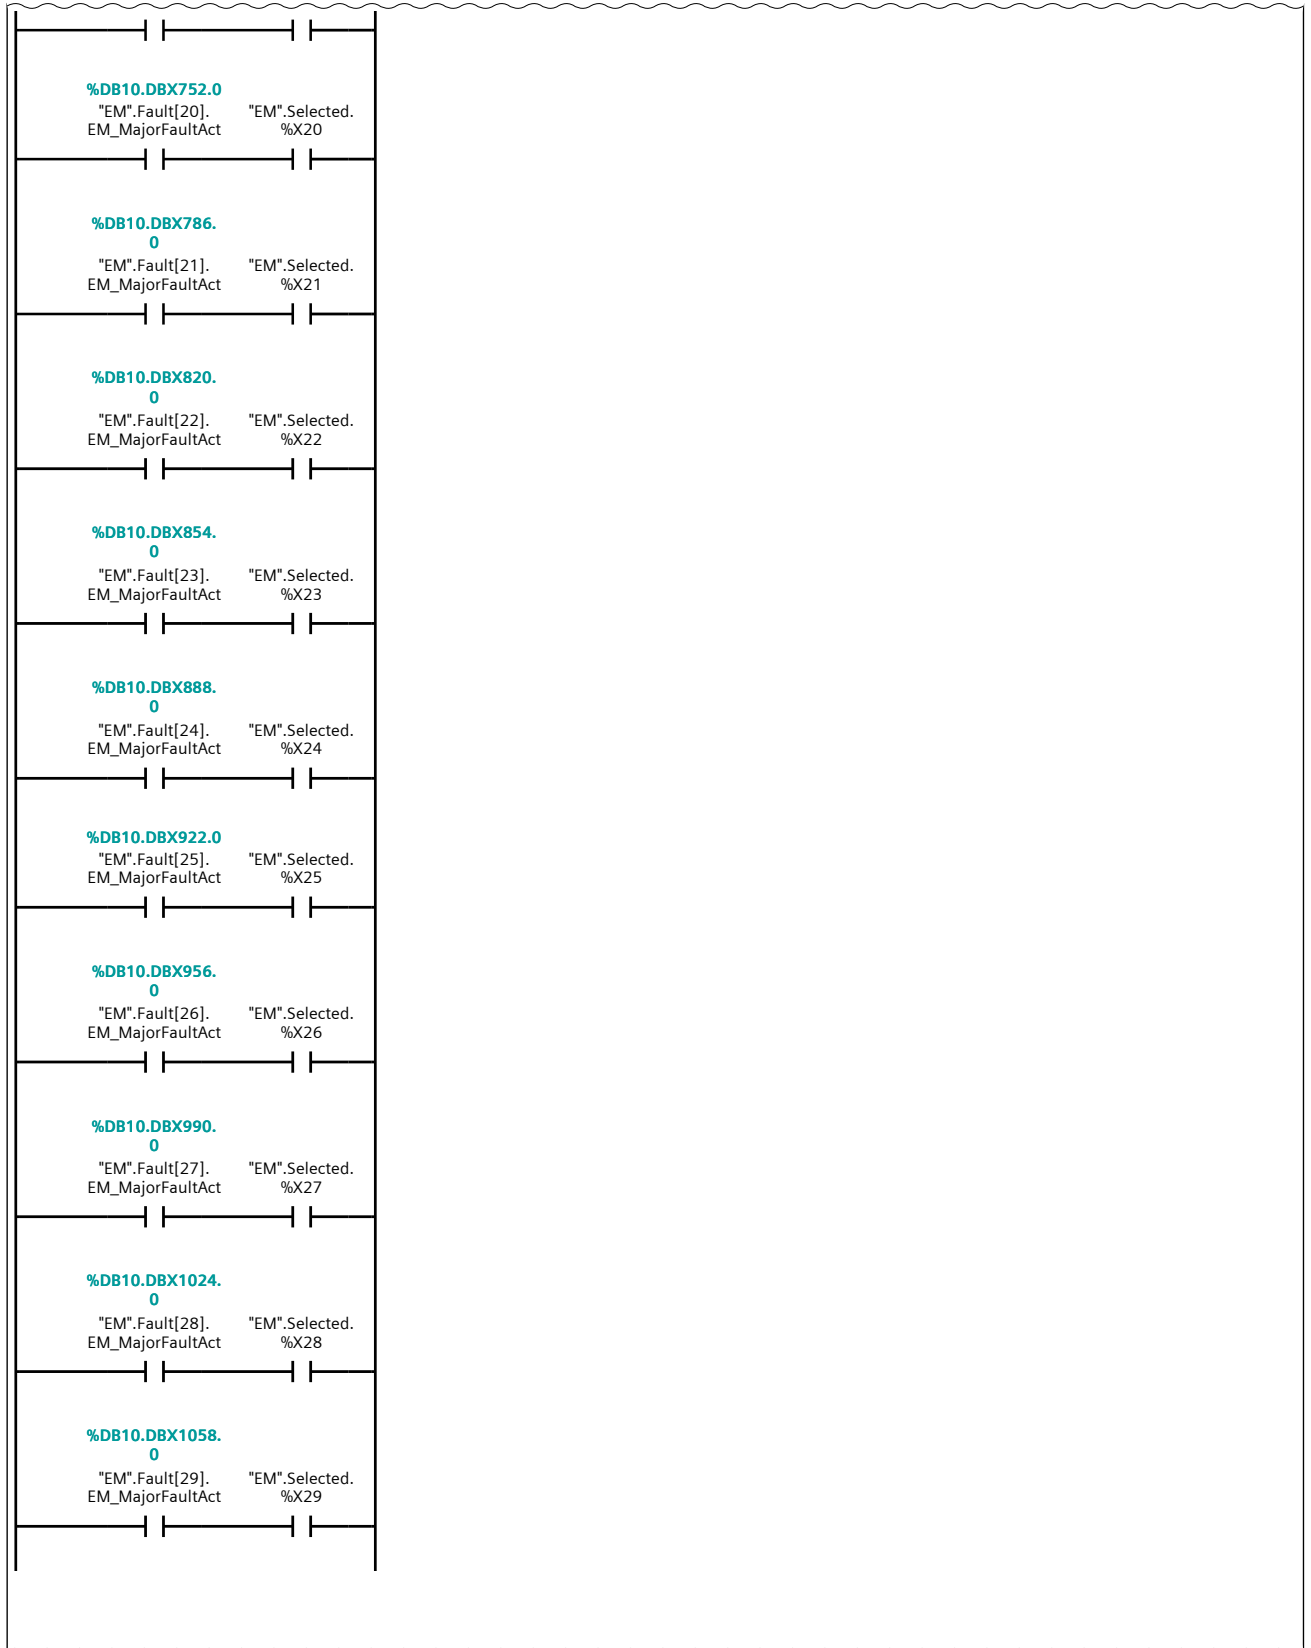 %DB10.DBX752.0
"EM".Fault[20]. "EM".Selected.
EM_MajorFaultAct %X20
%DB10.DBX786.
0
"EM".Fault[21]. "EM".Selected.
EM_MajorFaultAct %X21
%DB10.DBX820.
0
"EM".Fault[22]. "EM".Selected.
EM_MajorFaultAct %X22
%DB10.DBX854.
0
"EM".Fault[23]. "EM".Selected.
EM_MajorFaultAct %X23
%DB10.DBX888.
0
"EM".Fault[24]. "EM".Selected.
EM_MajorFaultAct %X24
%DB10.DBX922.0
"EM".Fault[25]. "EM".Selected.
EM_MajorFaultAct %X25
%DB10.DBX956.
0
"EM".Fault[26]. "EM".Selected.
EM_MajorFaultAct %X26
%DB10.DBX990.
0
"EM".Fault[27]. "EM".Selected.
EM_MajorFaultAct %X27
%DB10.DBX1024.
0
"EM".Fault[28]. "EM".Selected.
EM_MajorFaultAct %X28
%DB10.DBX1058.
0
"EM".Fault[29]. "EM".Selected.
EM_MajorFaultAct %X29